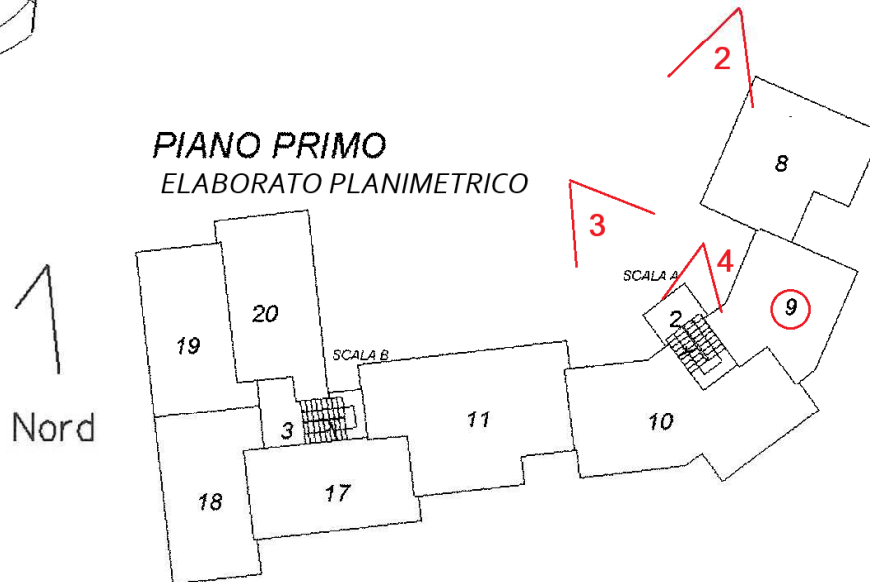 2
8
PIANO PRIMO
ELABORATO PLANIMETRICO
3
4
SCALA A
9
2
20
19
SCALA B
Nord
11
10
3
18
17